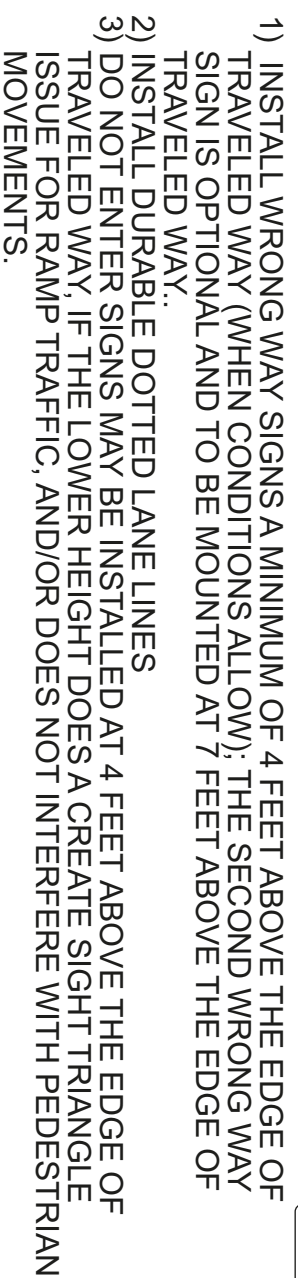 1) INSTALL WRONG WAY SIGNS A MINIMUM OF 4 FEET ABOVE THE EDGE OF
TRAVELED WAY (WHEN CONDITIONS ALLOW); THE SECOND WRONG WAY
SIGN IS OPTIONAL AND TO BE MOUNTED AT 7 FEET ABOVE THE EDGE OF
TRAVELED WAY..
2) INSTALL DURABLE DOTTED LANE LINES
3) DO NOT ENTER SIGNS MAY BE INSTALLED AT 4 FEET ABOVE THE EDGE OF
TRAVELED WAY, IF THE LOWER HEIGHT DOES A CREATE SIGHT TRIANGLE
ISSUE FOR RAMP TRAFFIC, AND/OR DOES NOT INTERFERE WITH PEDESTRIAN
MOVEMENTS.